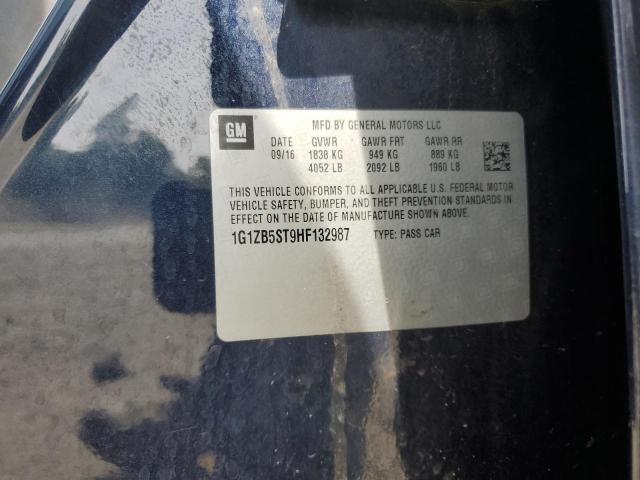 GM
MFD BY GENERAL MOTORS LLC
DATE GVWR GAWR FRT GAWR RR
09/16 1838 KG 949 KG 889 KG
4052 LB 2092 LB 1960 LB
THIS VEHICLE CONFORMS TO ALL APPLICABLE U.S. FEDERAL MOTOR
VEHICLE SAFETY, BUMPER, AND THEFT PREVENTION STANDARDS IN
EFFECT ON THE DATE OF MANUFACTURE SHOWN ABOVE.
1G1ZB5ST9HF132987 TYPE: PASS CAR